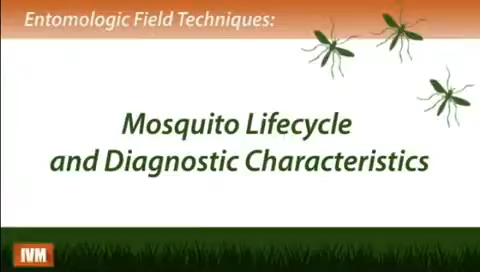 Entomologic Field Techniques:
Mosquito Lifecycle
and Diagnostic Characteristics
IVM